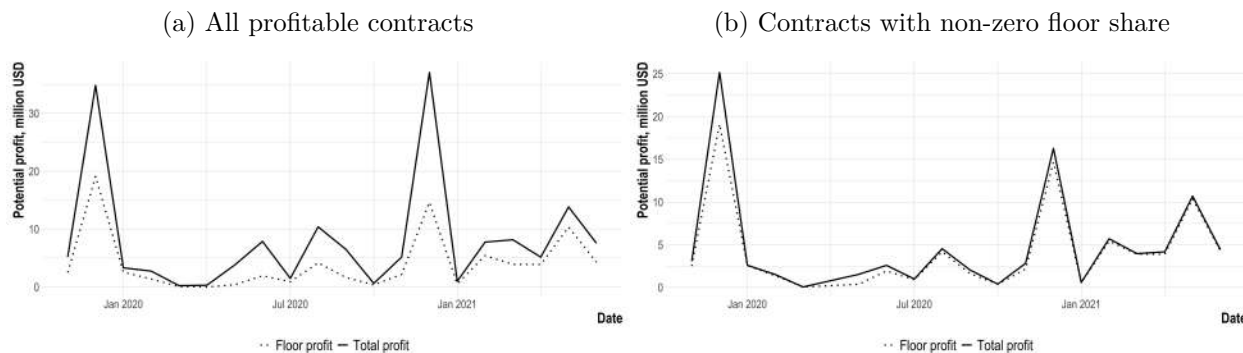 (a) All profitable contracts
Potential profit, million USD
30
20
10
0
Jan 2020
Jul 2020
Jan 2021
Date
·· Floor profit — Total profit
(b) Contracts with non-zero floor share
Potential profit, million USD
25
20
15
10
5
0
Jan 2020
Jul 2020
Jan 2021
Date
·· Floor profit — Total profit